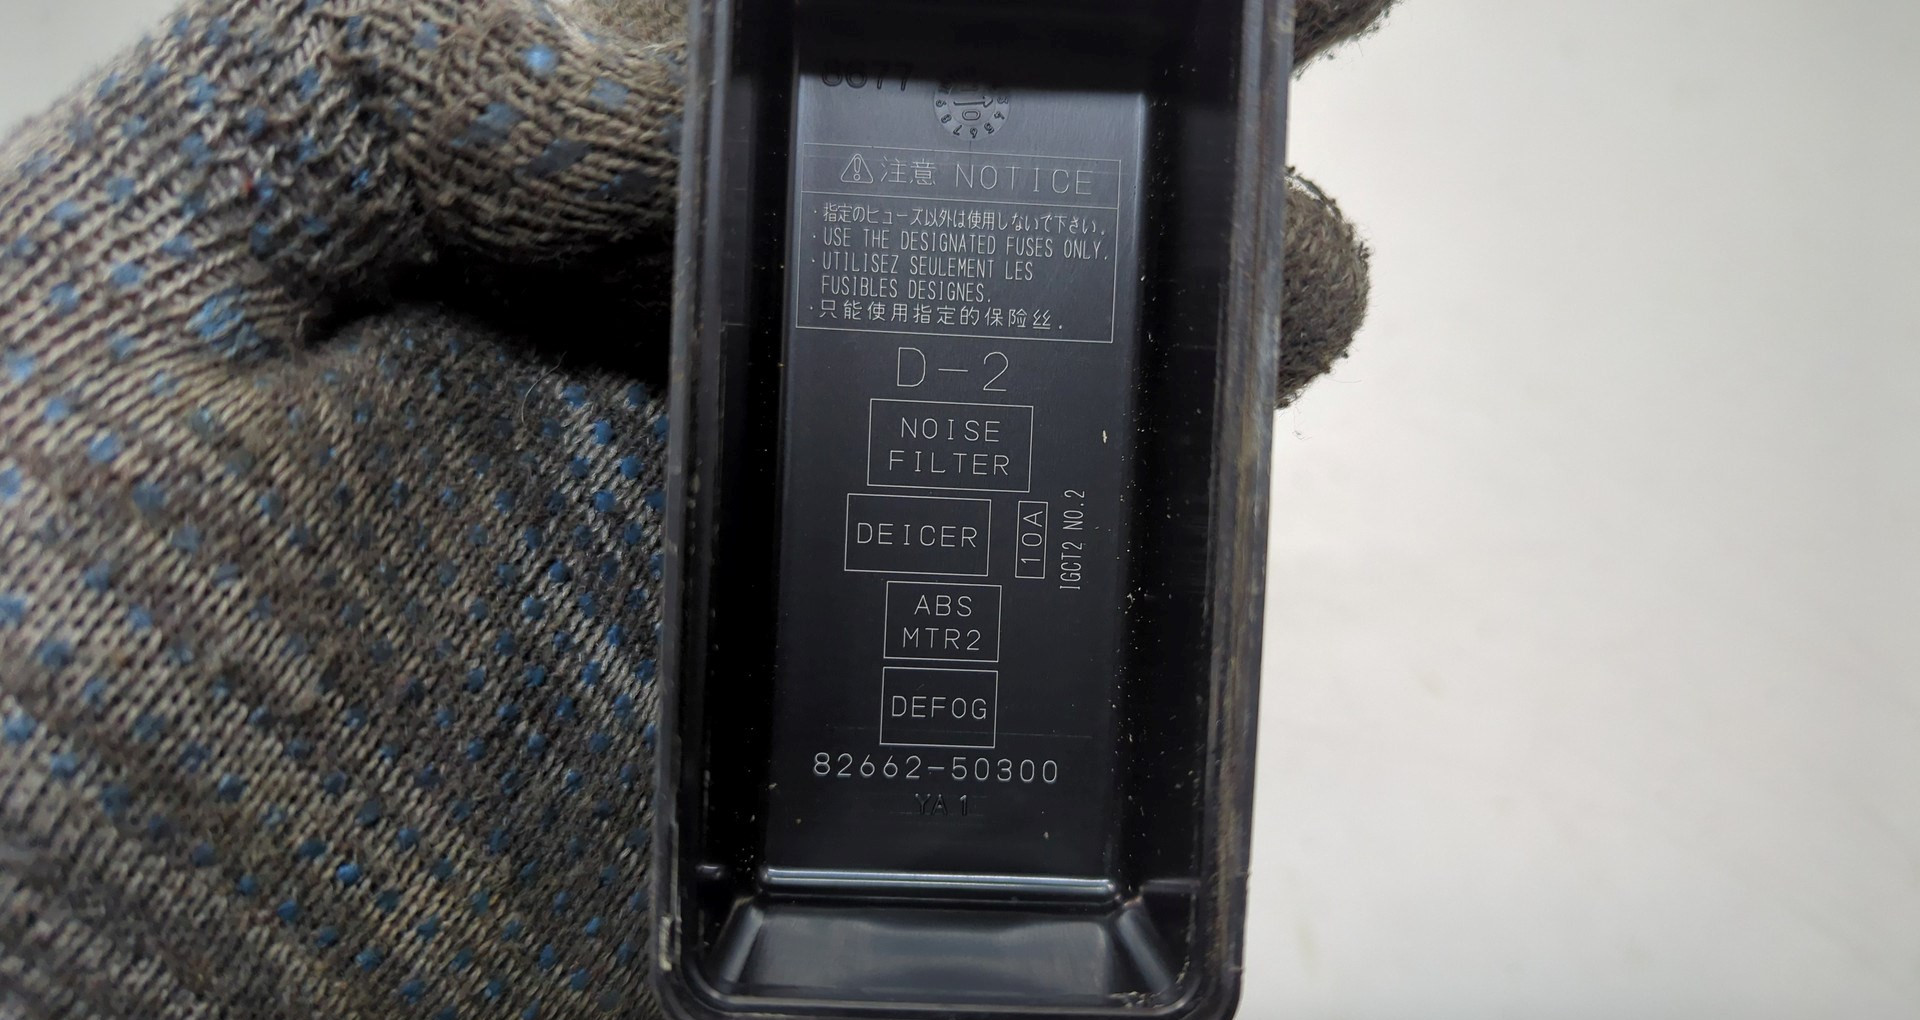 注意 NOTICE
・指定のヒューズ以外は使用しないで下さい.
・USE THE DESIGNATED FUSES ONLY.
・UTILISEZ SEULEMENT LES
FUSIBLES DESIGNES.
・只能使用指定的保险丝.
D-2
NOISE
FILTER
DEICER
10A
IGCT2 NO.2
ABS
MTR2
DEFOG
82662-50300
YA1